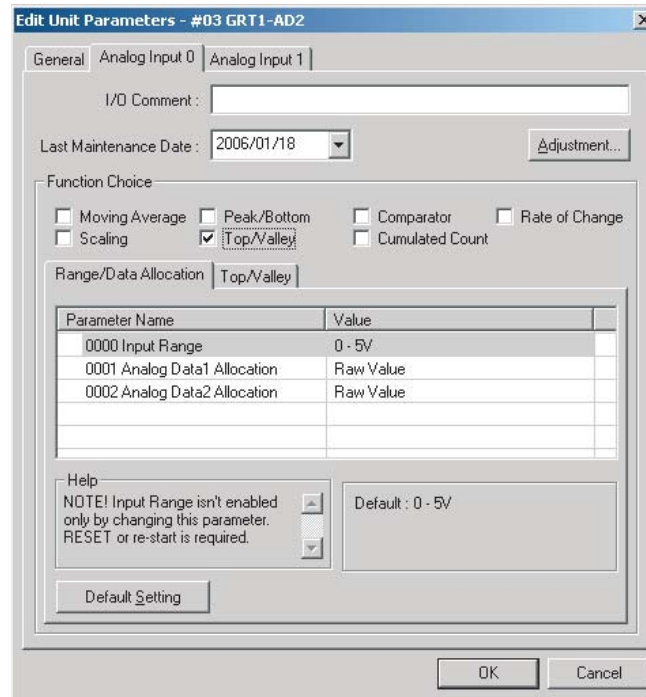 Edit Unit Parameters - #03 GRT1-AD2
General Analog Input 0 Analog Input 1
I/O Comment :
Last Maintenance Date : 2006/01/18 Adjustment...
Function Choice
Moving Average Peak/Bottom Comparator Rate of Change
Scaling Top/Valley Cumulated Count
Range/Data Allocation Top/Valley
Parameter Name Value
0000 Input Range 0 - 5V
0001 Analog Data1 Allocation Raw Value
0002 Analog Data2 Allocation Raw Value
Help
NOTE! Input Range isn't enabled
only by changing this parameter.
RESET or re-start is required.
Default : 0 - 5V
Default Setting
OK Cancel